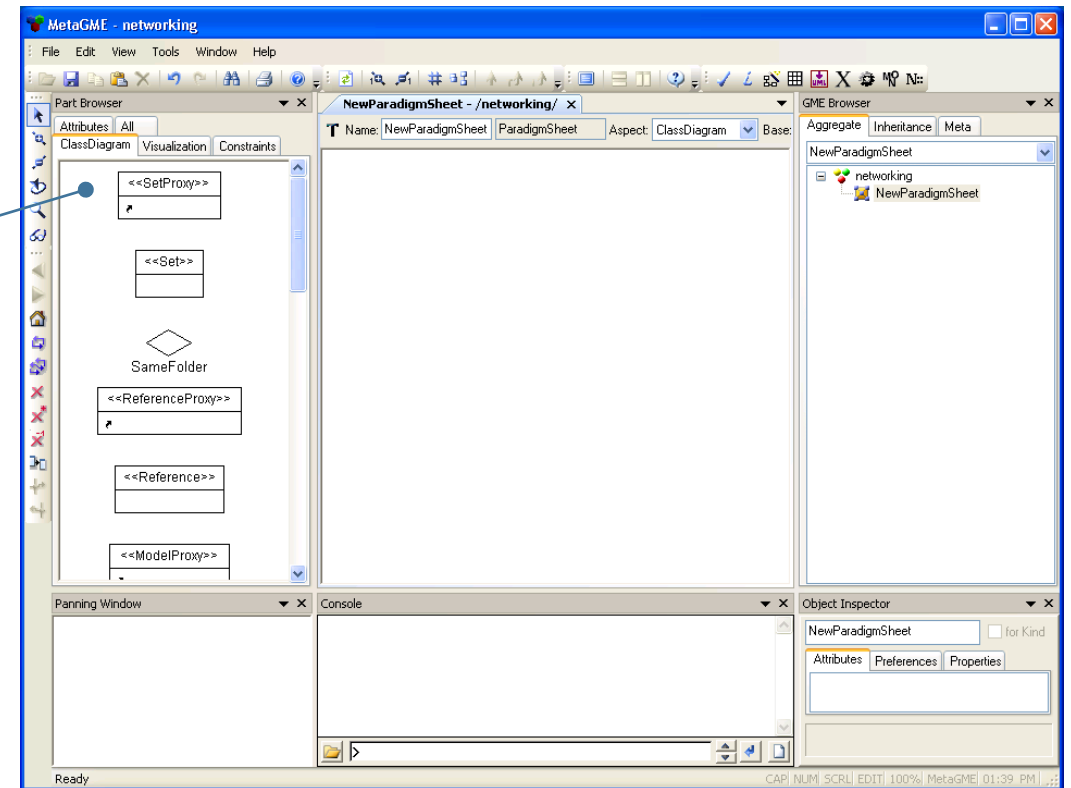 MetaGME - networking
File Edit View Tools Window Help
Part Browser
Attributes All
ClassDiagram Visualization Constraints
<<SetProxy>>
<<Set>>
SameFolder
<<ReferenceProxy>>
<<Reference>>
<<ModelProxy>>
NewParadigmSheet - /networking/
Name: NewParadigmSheet ParadigmSheet Aspect: ClassDiagram Base:
GME Browser
Aggregate Inheritance Meta
NewParadigmSheet
networking
NewParadigmSheet
Panning Window
Console
>
Object Inspector
NewParadigmSheet for Kind
Attributes Preferences Properties
Ready
CAP NUM SCRL EDIT 100% MetaGME 01:39 PM